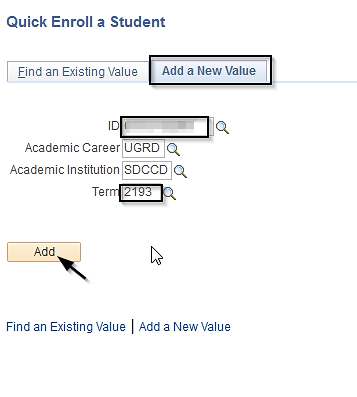 Quick Enroll a Student
Find an Existing Value Add a New Value
ID
Academic Career UGRD
Academic Institution SDCCD
Term 2193
Add
Find an Existing Value | Add a New Value